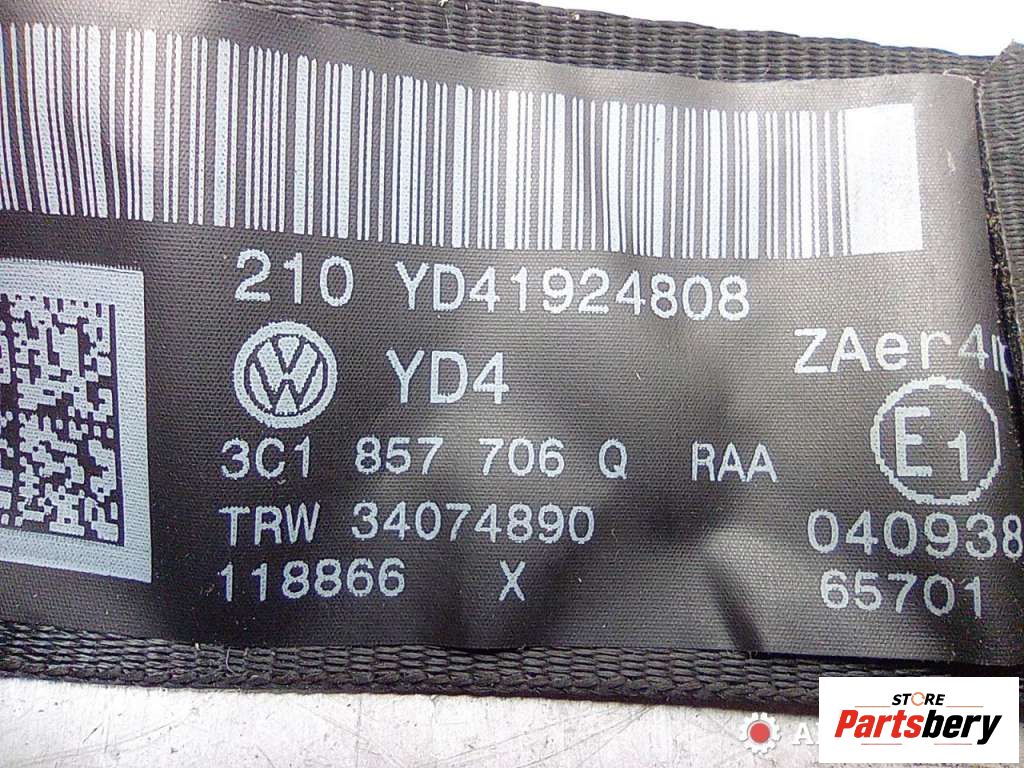 210 YD41924808
YD4
ZAer4
E1
3C1 857 706 Q RAA
TRW 34074890
040938
118866 X
65701
STORE
Partsbery